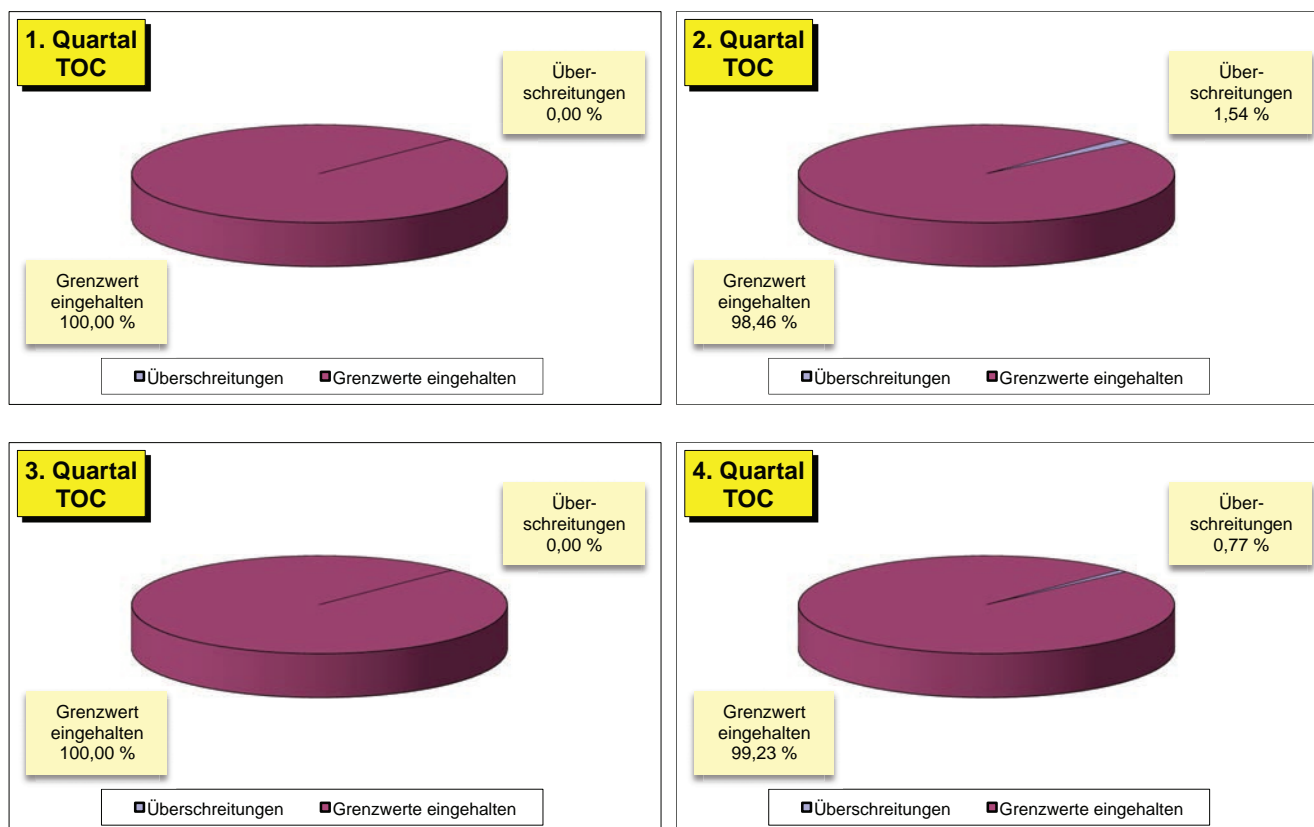 1. Quartal
TOC
Über-
schreitungen
0,00 %
Grenzwert
eingehalten
100,00 %
Überschreitungen Grenzwerte eingehalten
2. Quartal
TOC
Über-
schreitungen
1,54 %
Grenzwert
eingehalten
98,46 %
Überschreitungen Grenzwerte eingehalten
3. Quartal
TOC
Über-
schreitungen
0,00 %
Grenzwert
eingehalten
100,00 %
Überschreitungen Grenzwerte eingehalten
4. Quartal
TOC
Über-
schreitungen
0,77 %
Grenzwert
eingehalten
99,23 %
Überschreitungen Grenzwerte eingehalten